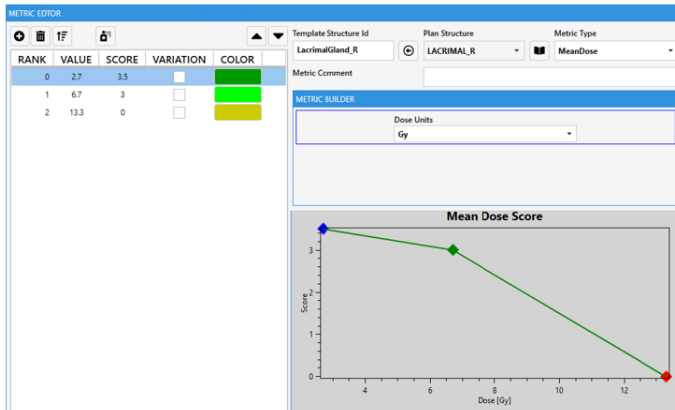 METRIC EDTOR
Template Structure Id
Plan Structure
Metric Type
LacrimalGland_R
LACRIMAL_R
MeanDose
RANK VALUE SCORE VARIATION COLOR
Metric Comment
0 2.7 3.5
1 6.7 3
2 13.3 0
METRIC BUILDER
Dose Units
Gy
Mean Dose Score
3
2
1
0
Score
4 6 8 10 12
Dose [Gy]